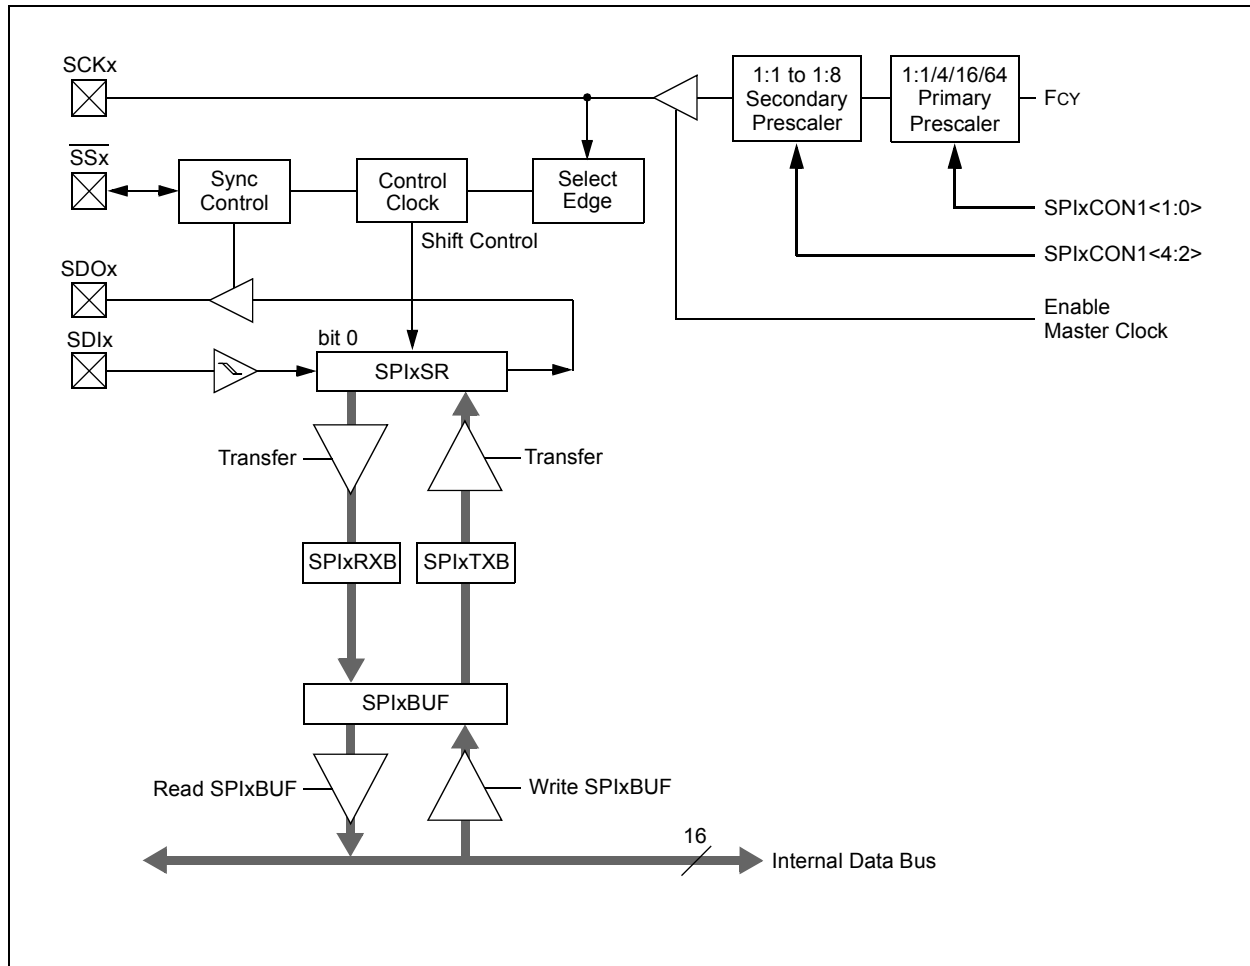 SCKx
1:1 to 1:8
Secondary
Prescaler
1:1/4/16/64
Primary
Prescaler
FCY
SSx
Sync
Control
Control
Clock
Select
Edge
SPIxCON1<1:0>
Shift Control
SPIxCON1<4:2>
SDOx
Enable
Master Clock
SDIx
bit 0
SPIxSR
Transfer
Transfer
SPIxRXB
SPIxTXB
SPIxBUF
Read SPIxBUF
Write SPIxBUF
16
Internal Data Bus